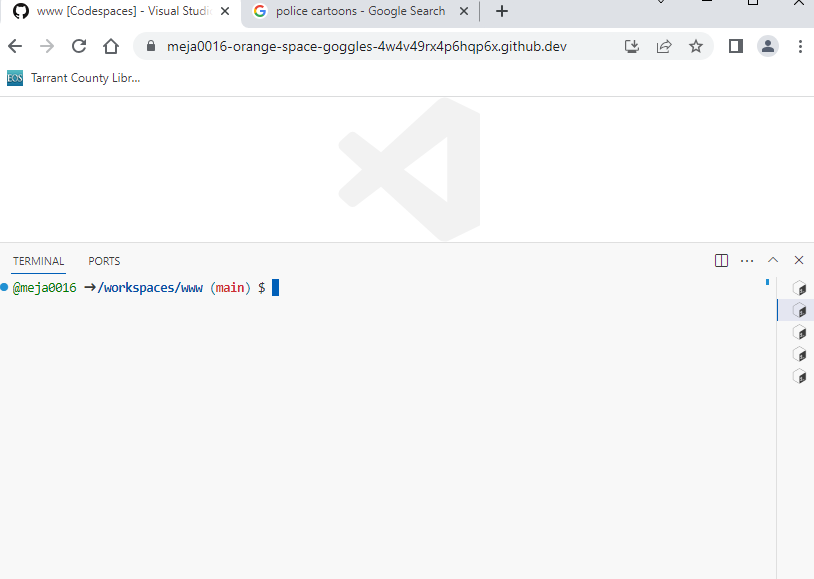 www [Codespaces] - Visual Studi
police cartoons - Google Search
meja0016-orange-space-goggles-4w4v49rx4p6hqp6x.github.dev
EOS
Tarrant County Libr...
TERMINAL
PORTS
@meja0016 ➜/workspaces/www (main) $